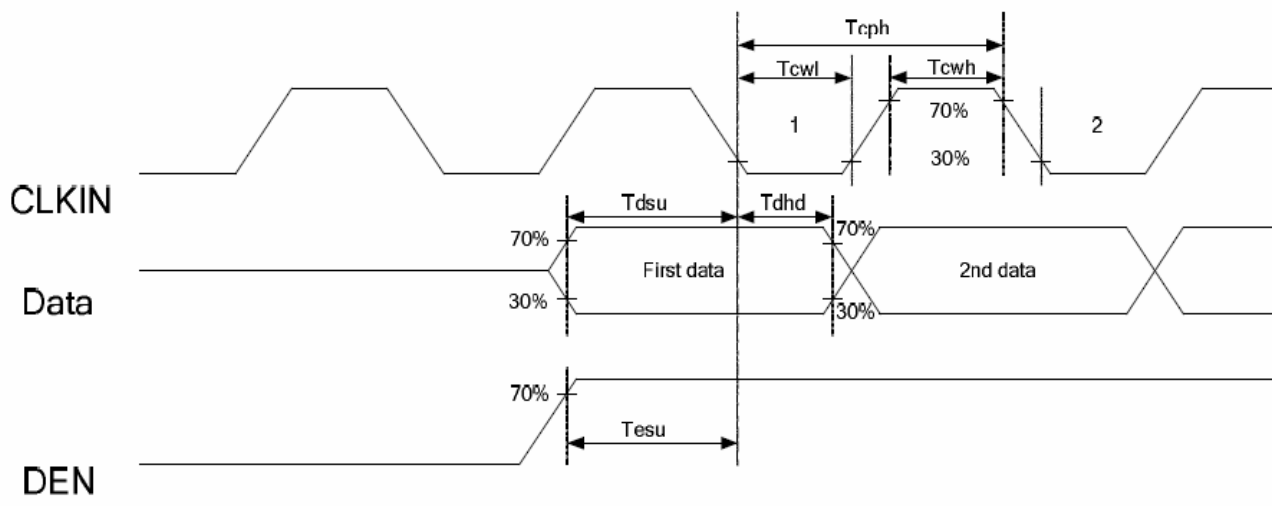 Tcph
Tcwl
Tcwh
1
70%
2
30%
CLKIN
Tdsu
Tdhd
70%
70%
First data
2nd data
Data
30%
30%
70%
Tesu
DEN